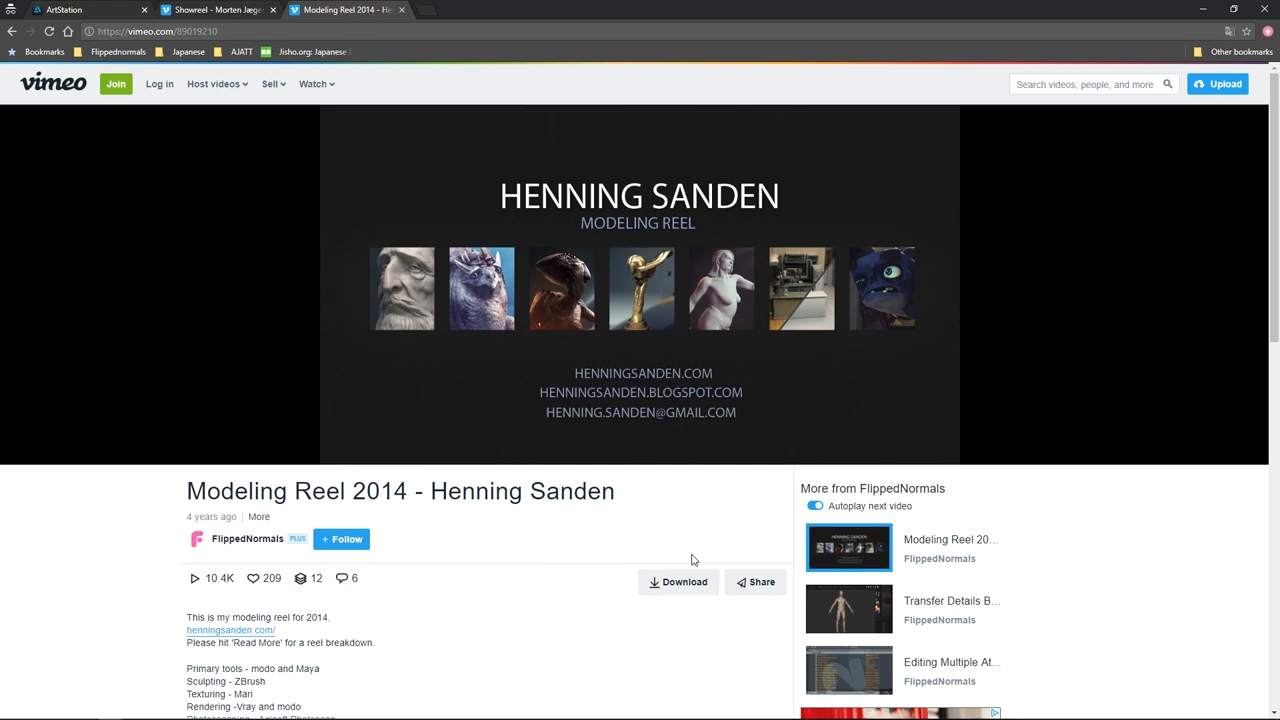 ArtStation
Showreel - Morten Jæge
Modeling Reel 2014 - He
https://vimeo.com/89019210
Bookmarks
Flippednormals
Japanese
AJATT
Jisho.org: Japanese
Other bookmarks
vimeo
Join
Log in
Host videos
Sell
Watch
Search videos, people, and more
Upload
HENNING SANDEN
MODELING REEL
HENNINGSANDEN.COM
HENNINGSANDEN.BLOGSPOT.COM
HENNING.SANDEN@GMAIL.COM
Modeling Reel 2014 - Henning Sanden
4 years ago | More
FlippedNormals PLUS + Follow
10.4K 209 12 6
Download
Share
This is my modeling reel for 2014.
henningsanden.com/
Please hit 'Read More' for a reel breakdown.
Primary tools - modo and Maya
Sculpting - ZBrush
Texturing - Mari
Rendering -Vray and modo
More from FlippedNormals
Autoplay next video
Modeling Reel 20...
FlippedNormals
Transfer Details B...
FlippedNormals
Editing Multiple At...
FlippedNormals